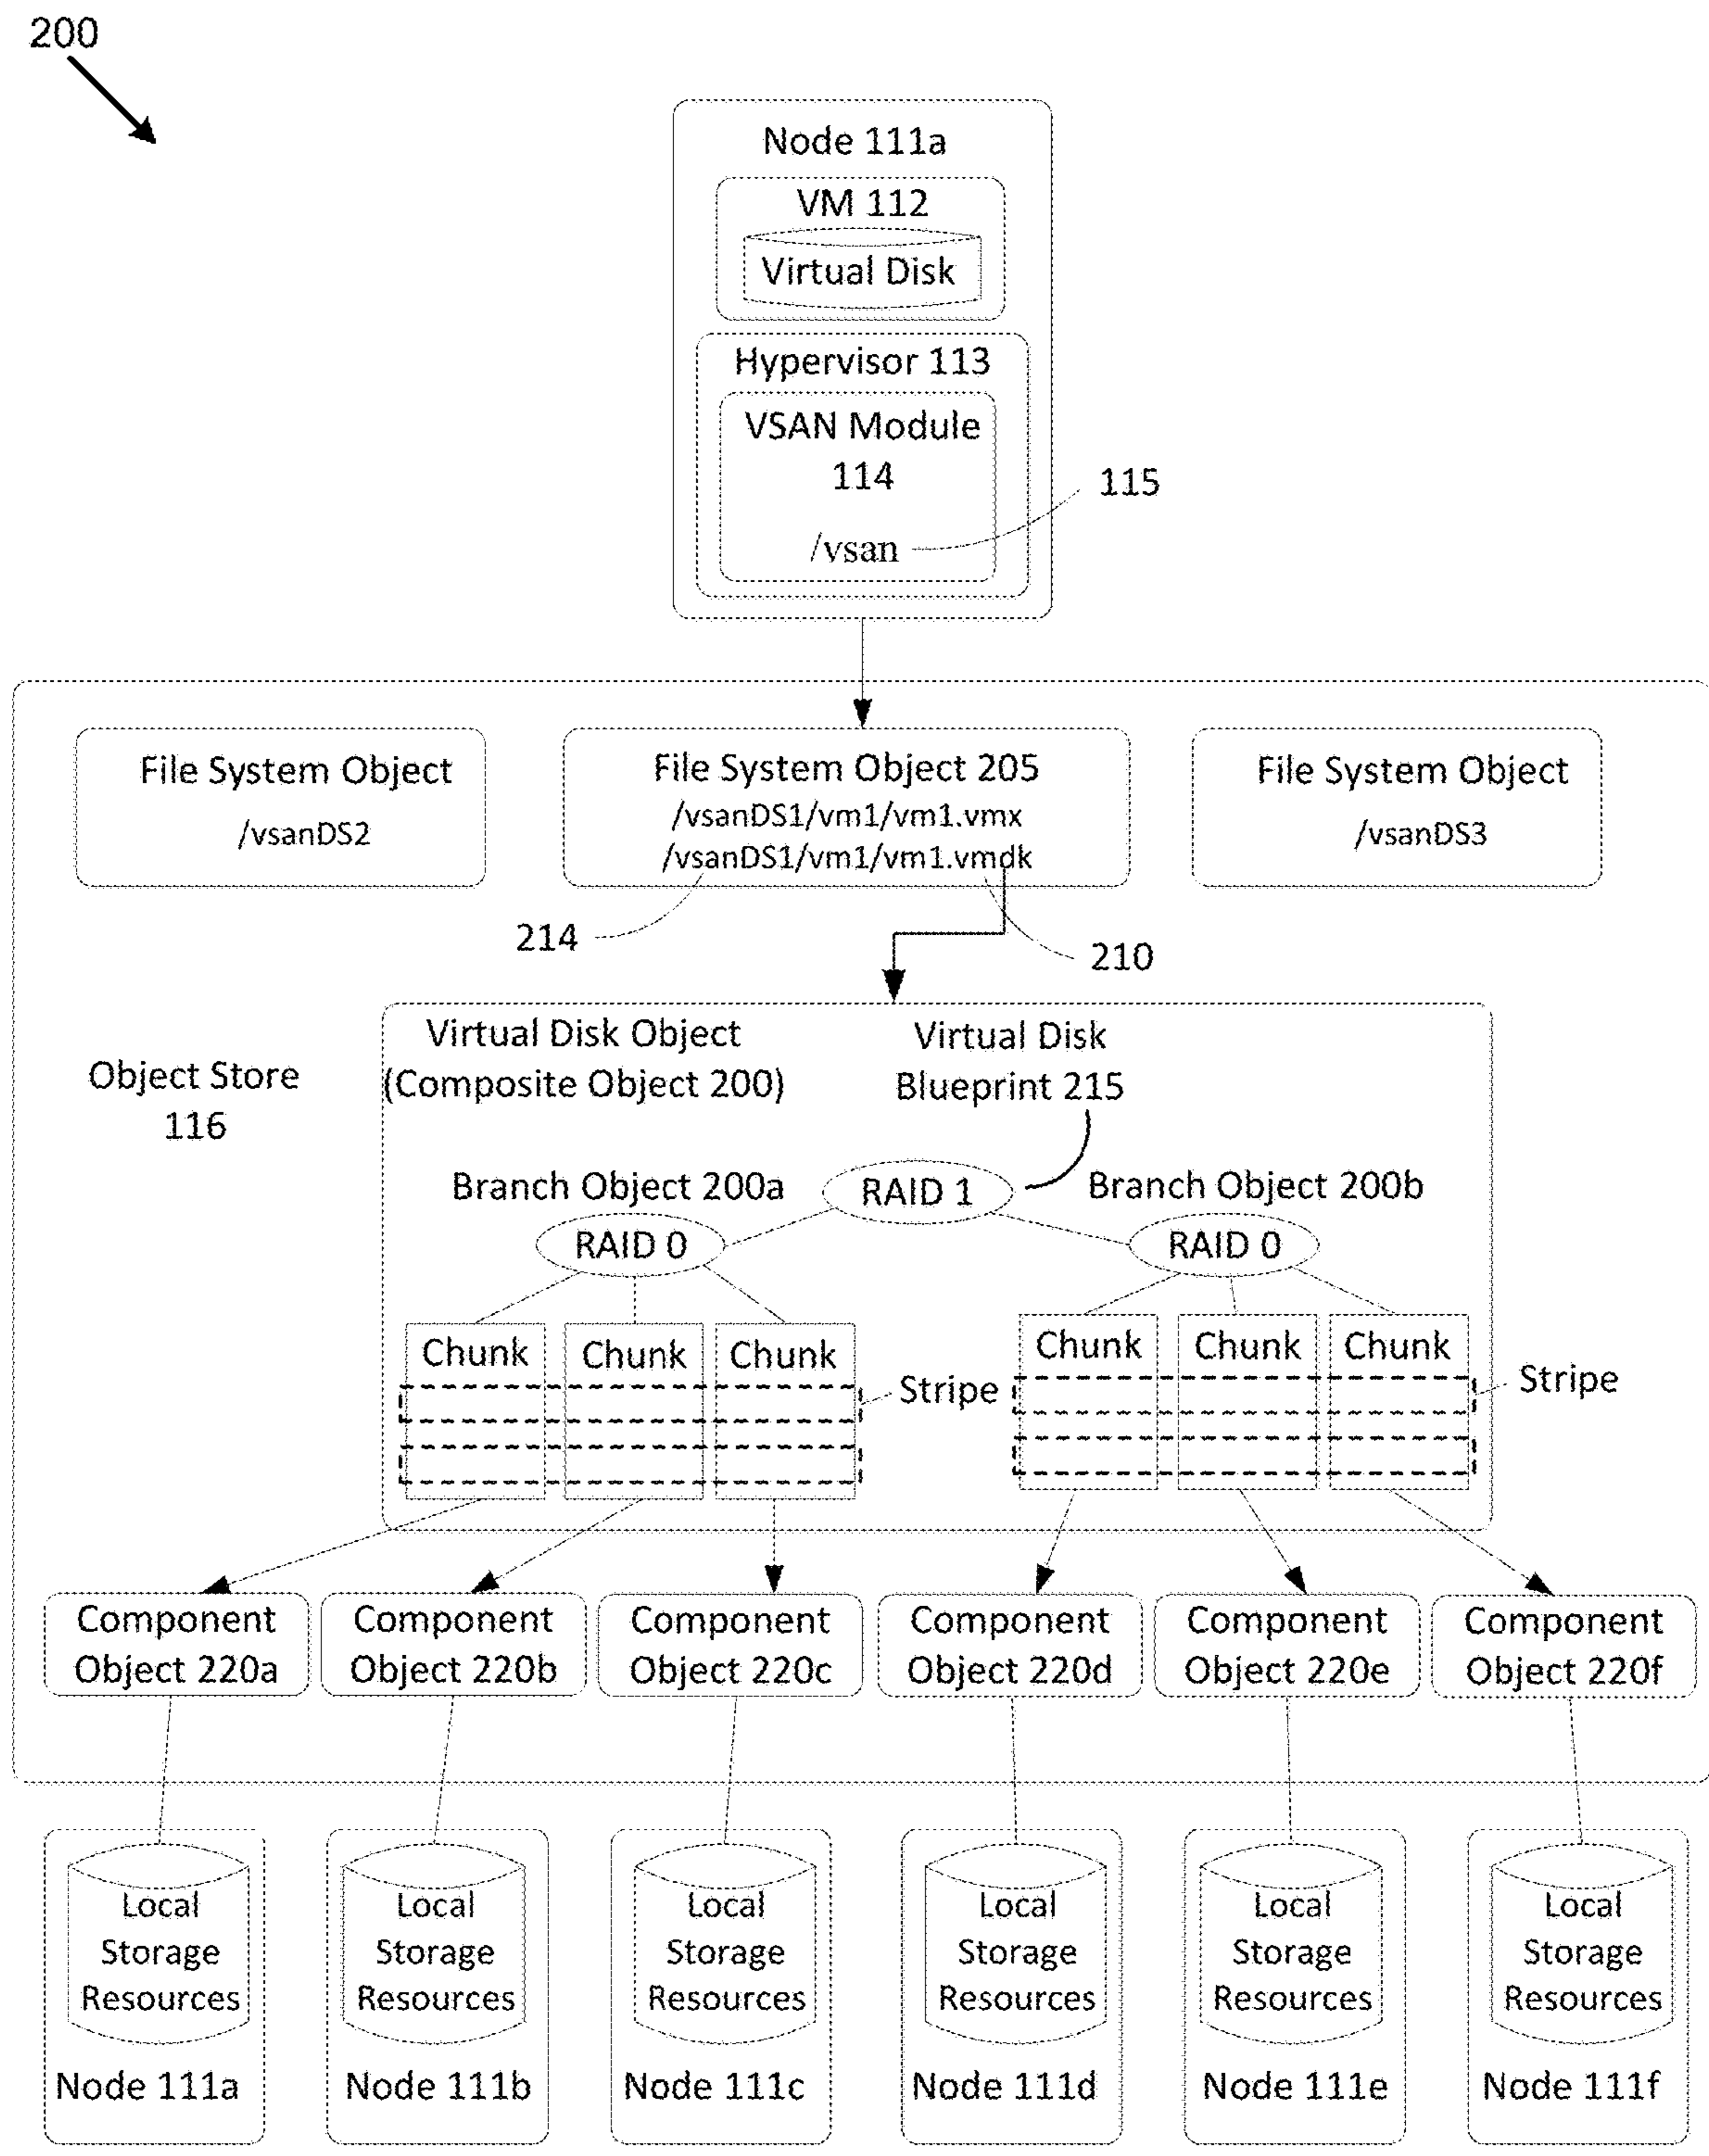 200
Node 111a
VM 112
Virtual Disk
Hypervisor 113
VSAN Module
114
115
/vsan
File System Object
/vsanDS2
File System Object 205
/vsanDS1/vm1/vm1.vmx
/vsanDS1/vm1/vm1.vmdk
File System Object
/vsanDS3
214
210
Object Store
116
Virtual Disk Object
(Composite Object 200)
Virtual Disk
Blueprint 215
Branch Object 200a
RAID 1
Branch Object 200b
RAID 0
RAID 0
Chunk
Chunk
Chunk
Stripe
Chunk
Chunk
Chunk
Stripe
Component
Object 220a
Component
Object 220b
Component
Object 220c
Component
Object 220d
Component
Object 220e
Component
Object 220f
Local
Storage
Resources
Node 111a
Local
Storage
Resources
Node 111b
Local
Storage
Resources
Node 111c
Local
Storage
Resources
Node 111d
Local
Storage
Resources
Node 111e
Local
Storage
Resources
Node 111f